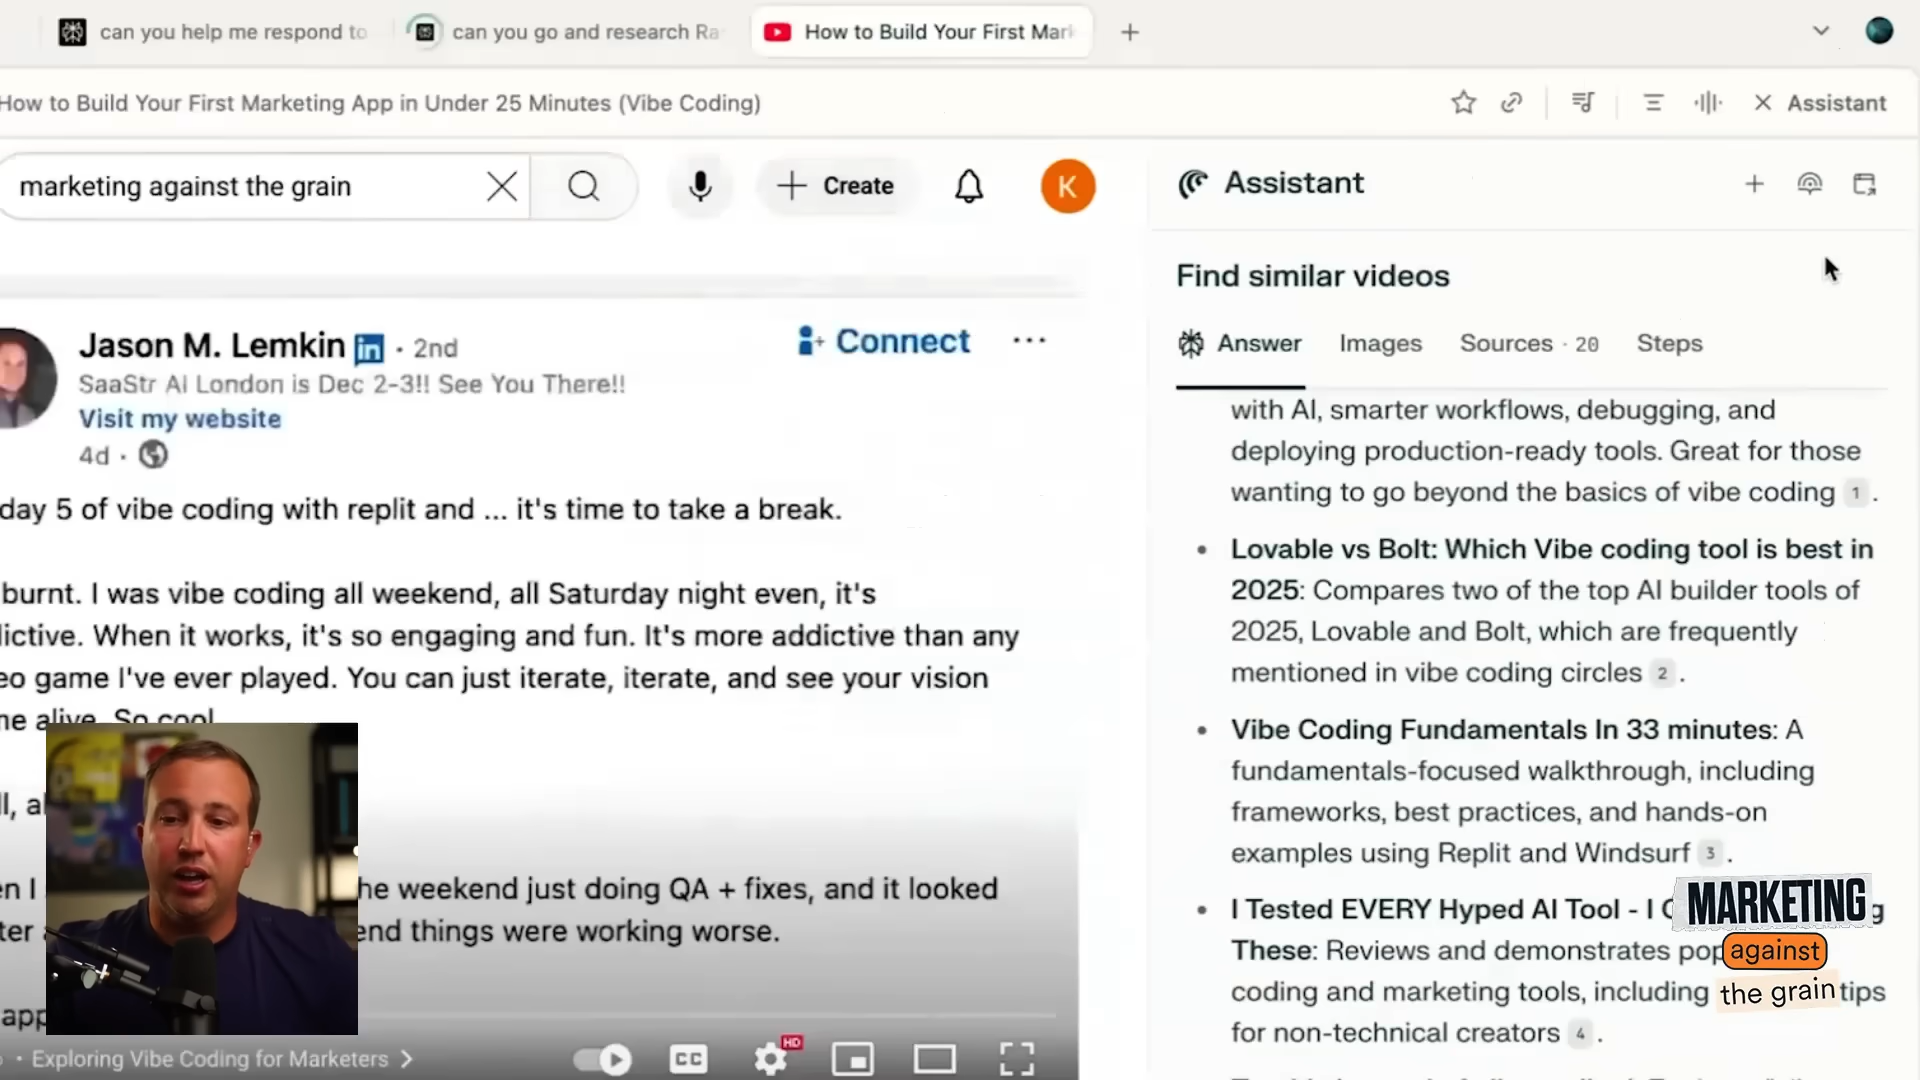 can you help me respond to
can you go and research Ra
How to Build Your First Mark
How to Build Your First Marketing App in Under 25 Minutes (Vibe Coding)
Assistant
marketing against the grain
Create
K
Jason M. Lemkin in · 2nd
Connect
SaaStr AI London is Dec 2-3!! See You There!!
Visit my website
4d ·
day 5 of vibe coding with replit and ... it's time to take a break.
burnt. I was vibe coding all weekend, all Saturday night even, it's
lictive. When it works, it's so engaging and fun. It's more addictive than any
eo game I've ever played. You can just iterate, iterate, and see your vision
ne alive. So cool
he weekend just doing QA + fixes, and it looked
end things were working worse.
app
• Exploring Vibe Coding for Marketers
CC
HD
Assistant
Find similar videos
Answer
Images
Sources · 20
Steps
with AI, smarter workflows, debugging, and
deploying production-ready tools. Great for those
wanting to go beyond the basics of vibe coding 1 .
• Lovable vs Bolt: Which Vibe coding tool is best in
2025: Compares two of the top AI builder tools of
2025, Lovable and Bolt, which are frequently
mentioned in vibe coding circles 2 .
• Vibe Coding Fundamentals In 33 minutes: A
fundamentals-focused walkthrough, including
frameworks, best practices, and hands-on
examples using Replit and Windsurf 3 .
• I Tested EVERY Hyped AI Tool - I
These: Reviews and demonstrates pop
coding and marketing tools, including tips
for non-technical creators 4 .
MARKETING
against
the grain